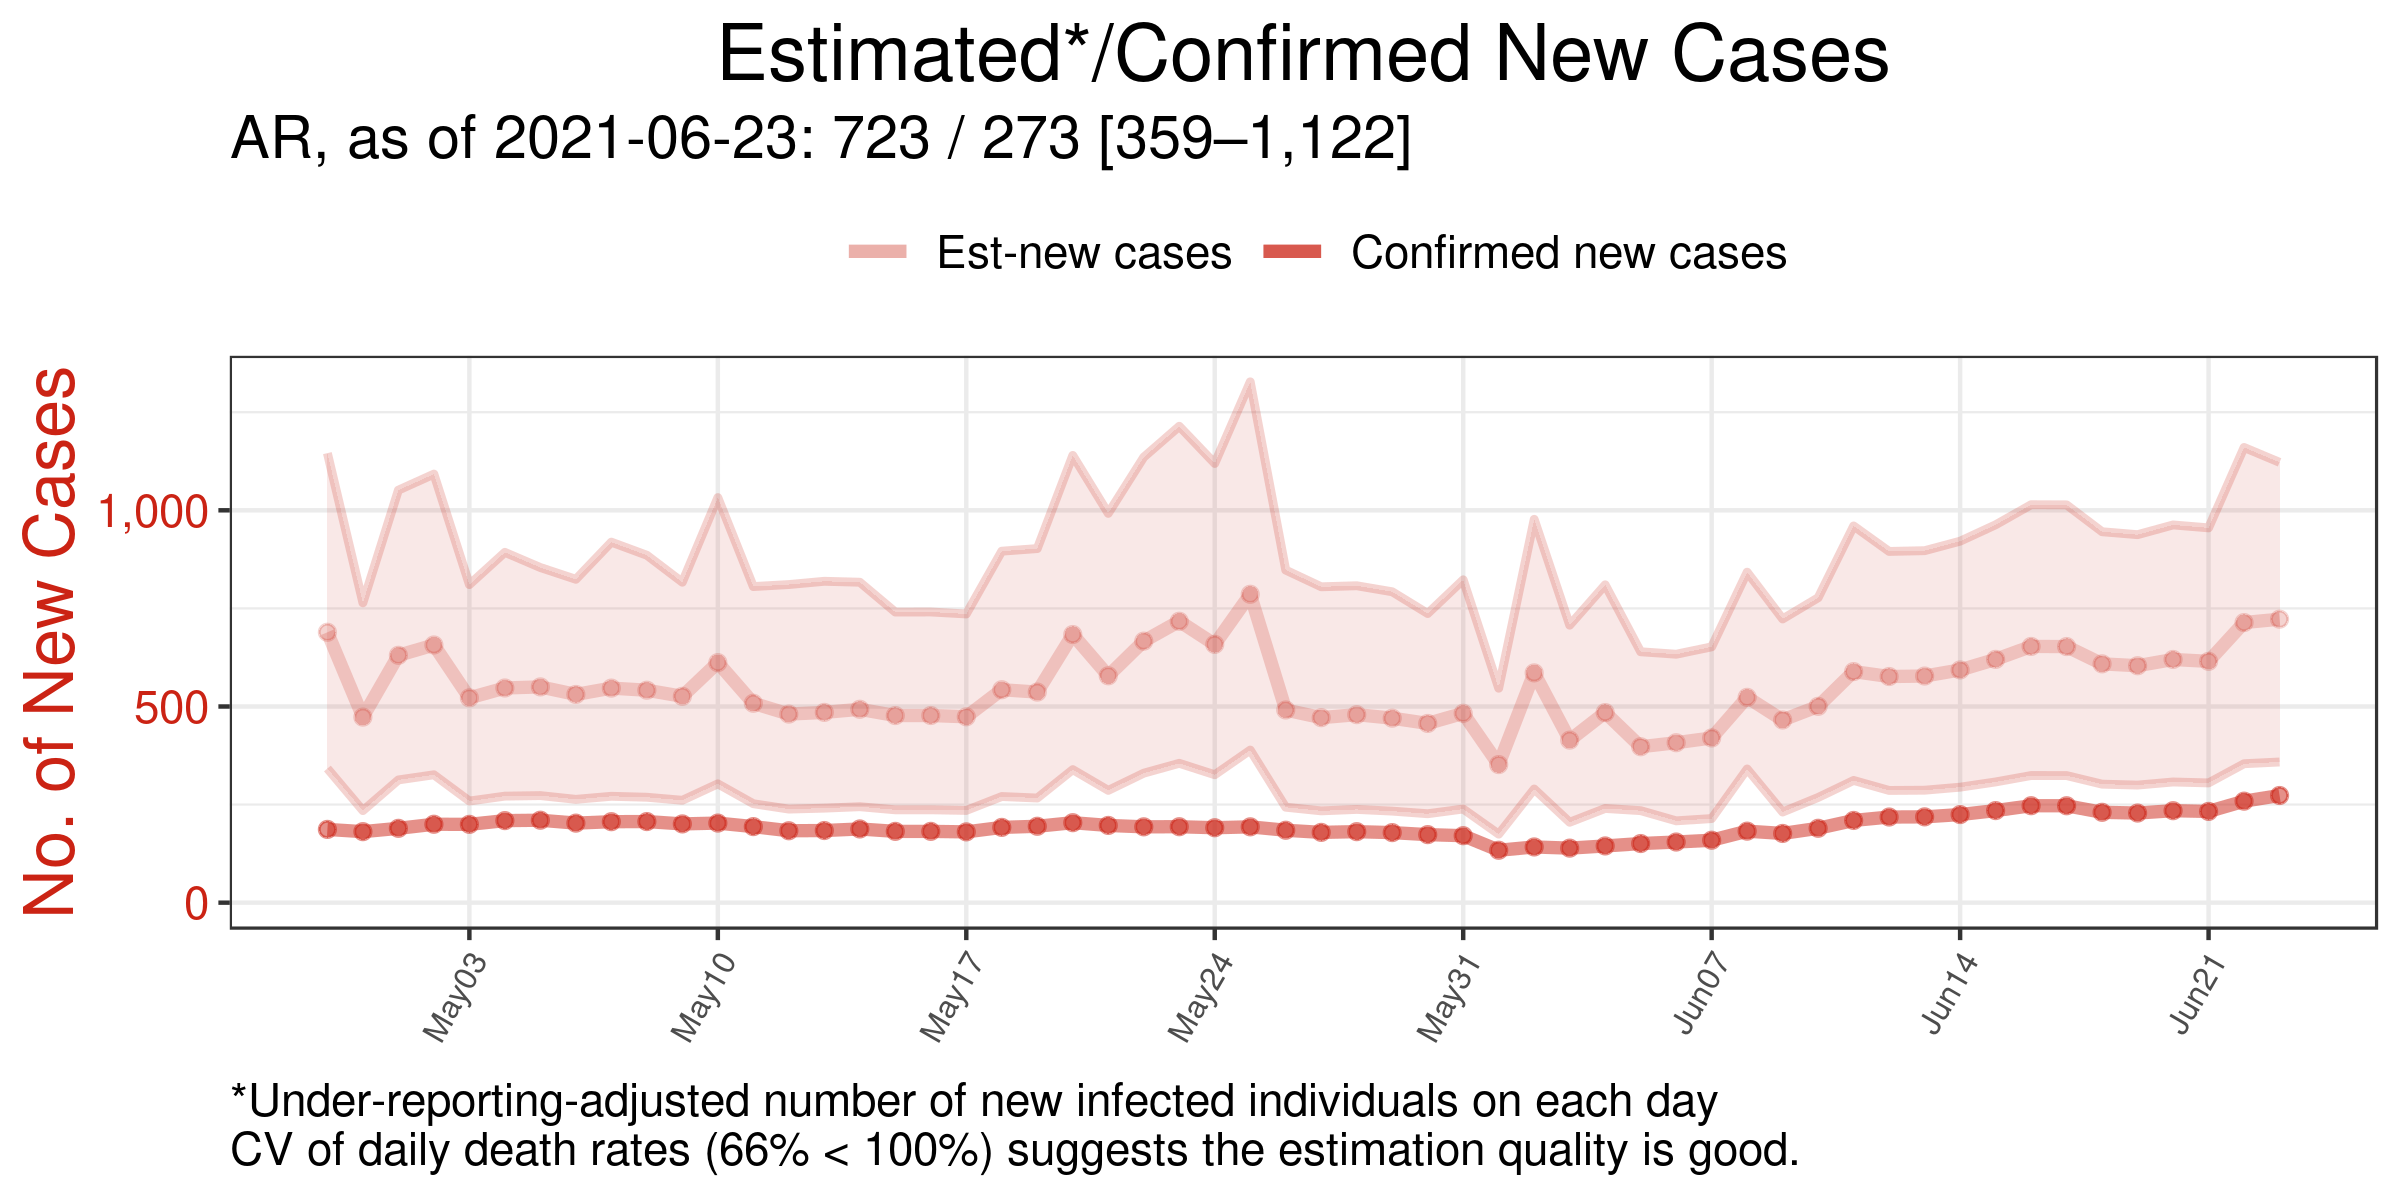 Estimated*/Confirmed New Cases
AR, as of 2021-06-23: 723 / 273 [359–1,122]
Est-new cases
Confirmed new cases
No. of New Cases
1,000
500
0
May03
May10
May17
May24
May31
Jun07
Jun14
Jun21
*Under-reporting-adjusted number of new infected individuals on each day
CV of daily death rates (66% < 100%) suggests the estimation quality is good.